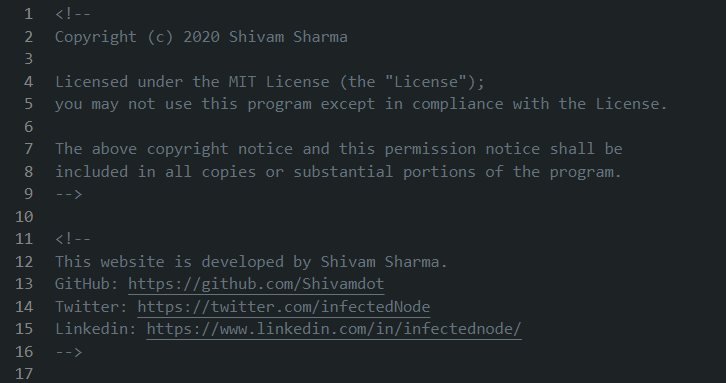 1 <!--
2 Copyright (c) 2020 Shivam Sharma
3
4 Licensed under the MIT License (the "License");
5 you may not use this program except in compliance with the License.
6
7 The above copyright notice and this permission notice shall be
8 included in all copies or substantial portions of the program.
9 -->
10
11 <!--
12 This website is developed by Shivam Sharma.
13 GitHub: https://github.com/Shivamdot
14 Twitter: https://twitter.com/infectedNode
15 Linkedin: https://www.linkedin.com/in/infectednode/
16 -->
17